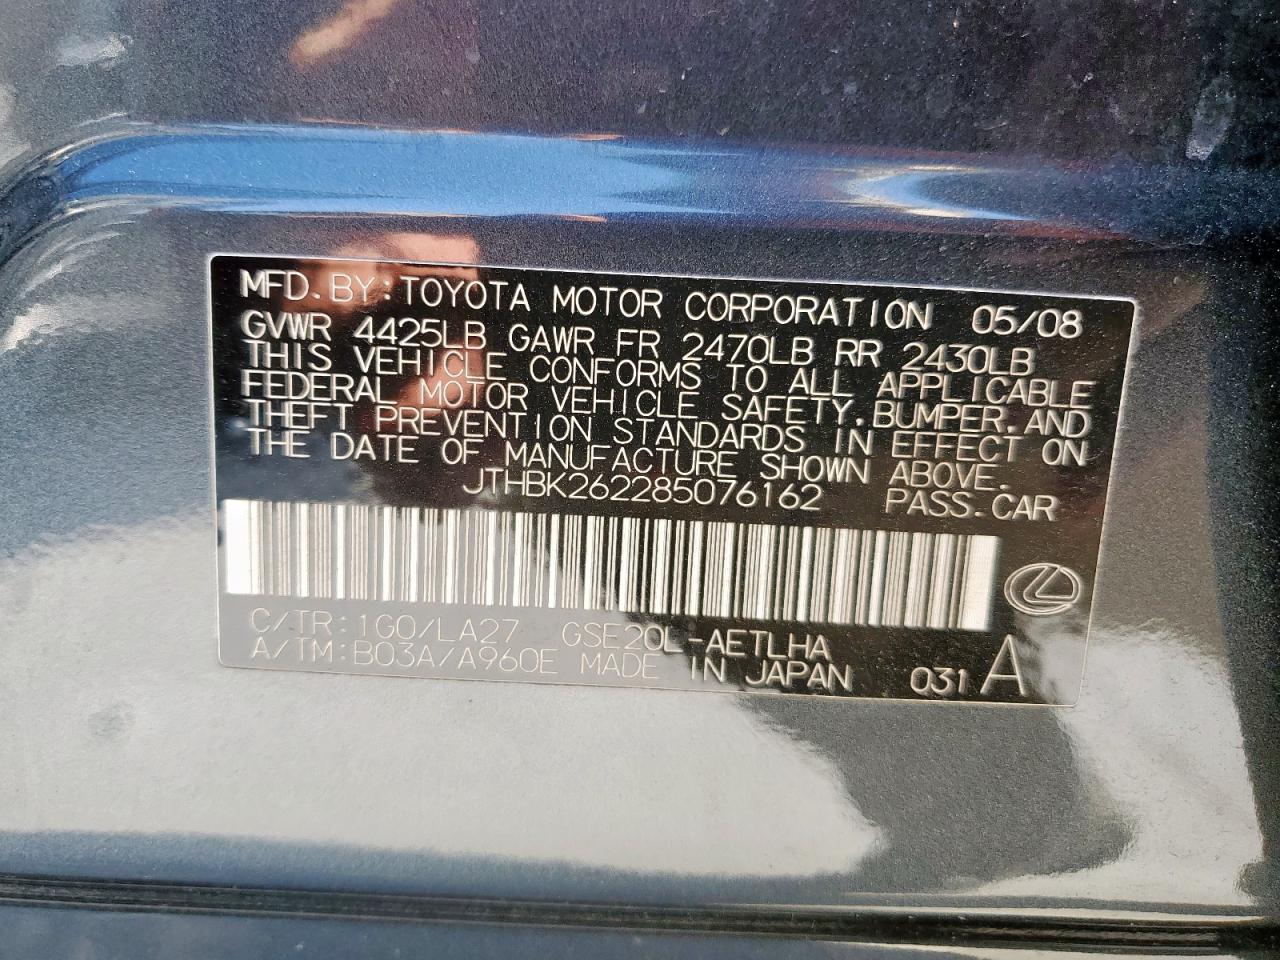 MFD. BY: TOYOTA MOTOR CORPORATION 05/08
GVWR 4425LB GAWR FR 2470LB RR 2430LB
THIS VEHICLE CONFORMS TO ALL APPLICABLE
FEDERAL MOTOR VEHICLE SAFETY, BUMPER, AND
THEFT PREVENTION STANDARDS IN EFFECT ON
THE DATE OF MANUFACTURE SHOWN ABOVE.
JTHBK262285076162 PASS. CAR
C/TR: 1G0/LA27 GSE20L-AETLHA
A/TM: B03A/A960E MADE IN JAPAN 031 A